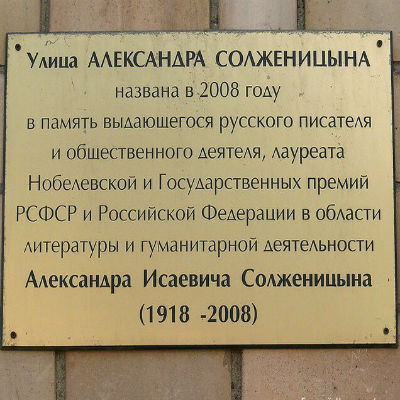 Улица АЛЕКСАНДРА СОЛЖЕНИЦЫНА
названа в 2008 году
в память выдающегося русского писателя
и общественного деятеля, лауреата
Нобелевской и Государственных премий
РСФСР и Российской Федерации в области
литературы и гуманитарной деятельности
Александра Исаевича Солженицына
(1918 -2008)